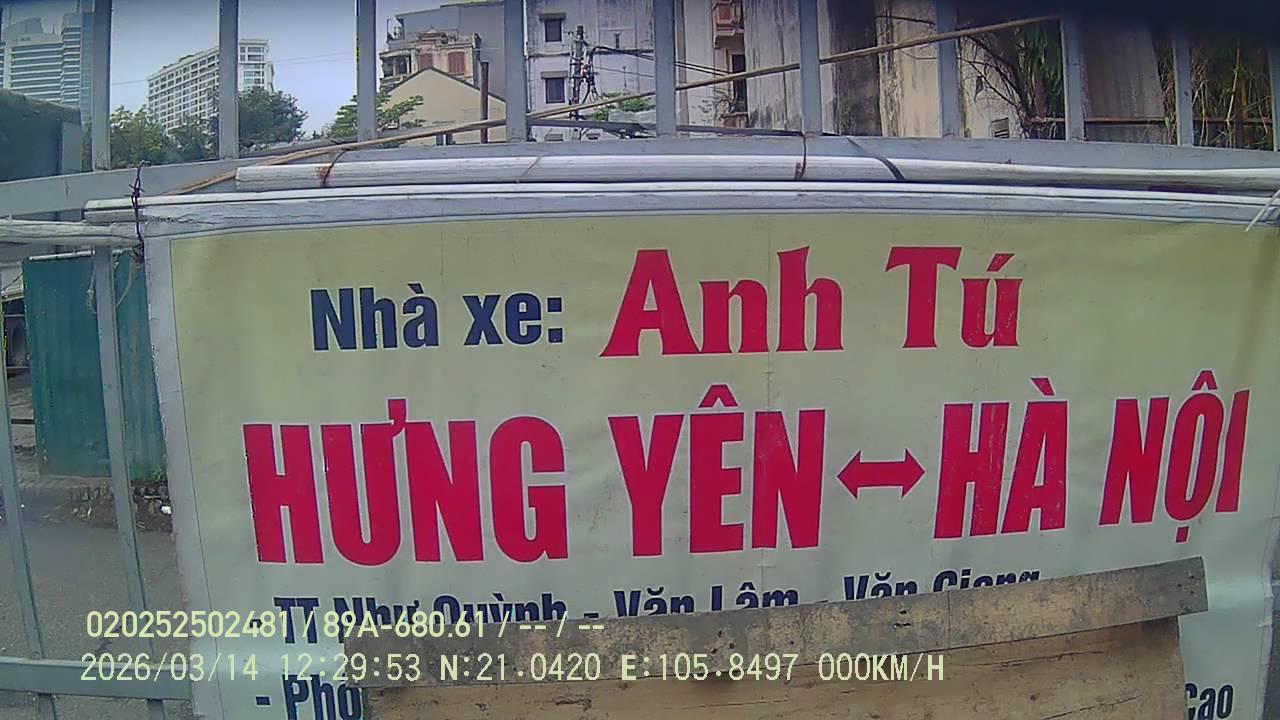 Nhà xe: Anh Tú
HƯNG YÊN ↔ HÀ NỘI
- TT Như Quỳnh - Văn Lâm - Văn Giang
- Phố
Cao
020252502481 / 89A-680.61 / -- / --
2026/03/14 12:29:53 N:21.0420 E:105.8497 000KM/H